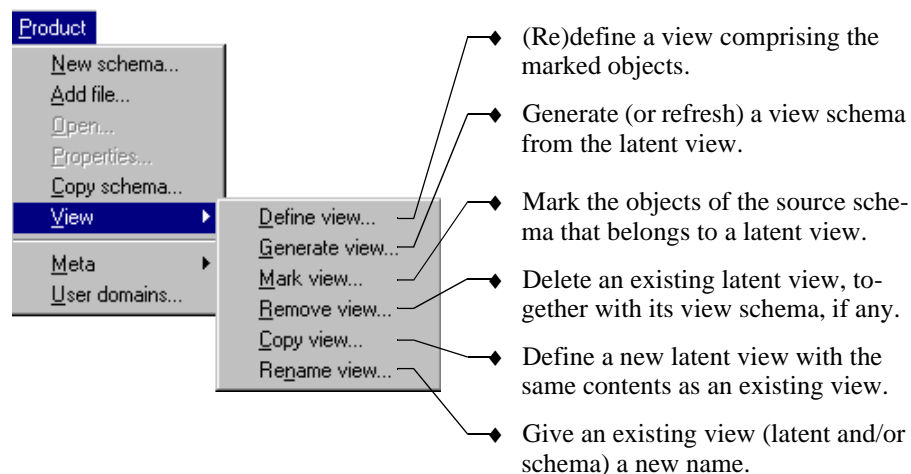 Product
New schema...
Add file...
Open...
Properties...
Copy schema...
View
Meta
User domains...
Define view...
Generate view...
Mark view...
Remove view...
Copy view...
Rename view...
(Re)define a view comprising the
marked objects.
Generate (or refresh) a view schema
from the latent view.
Mark the objects of the source sche-
ma that belongs to a latent view.
Delete an existing latent view, to-
gether with its view schema, if any.
Define a new latent view with the
same contents as an existing view.
Give an existing view (latent and/or
schema) a new name.